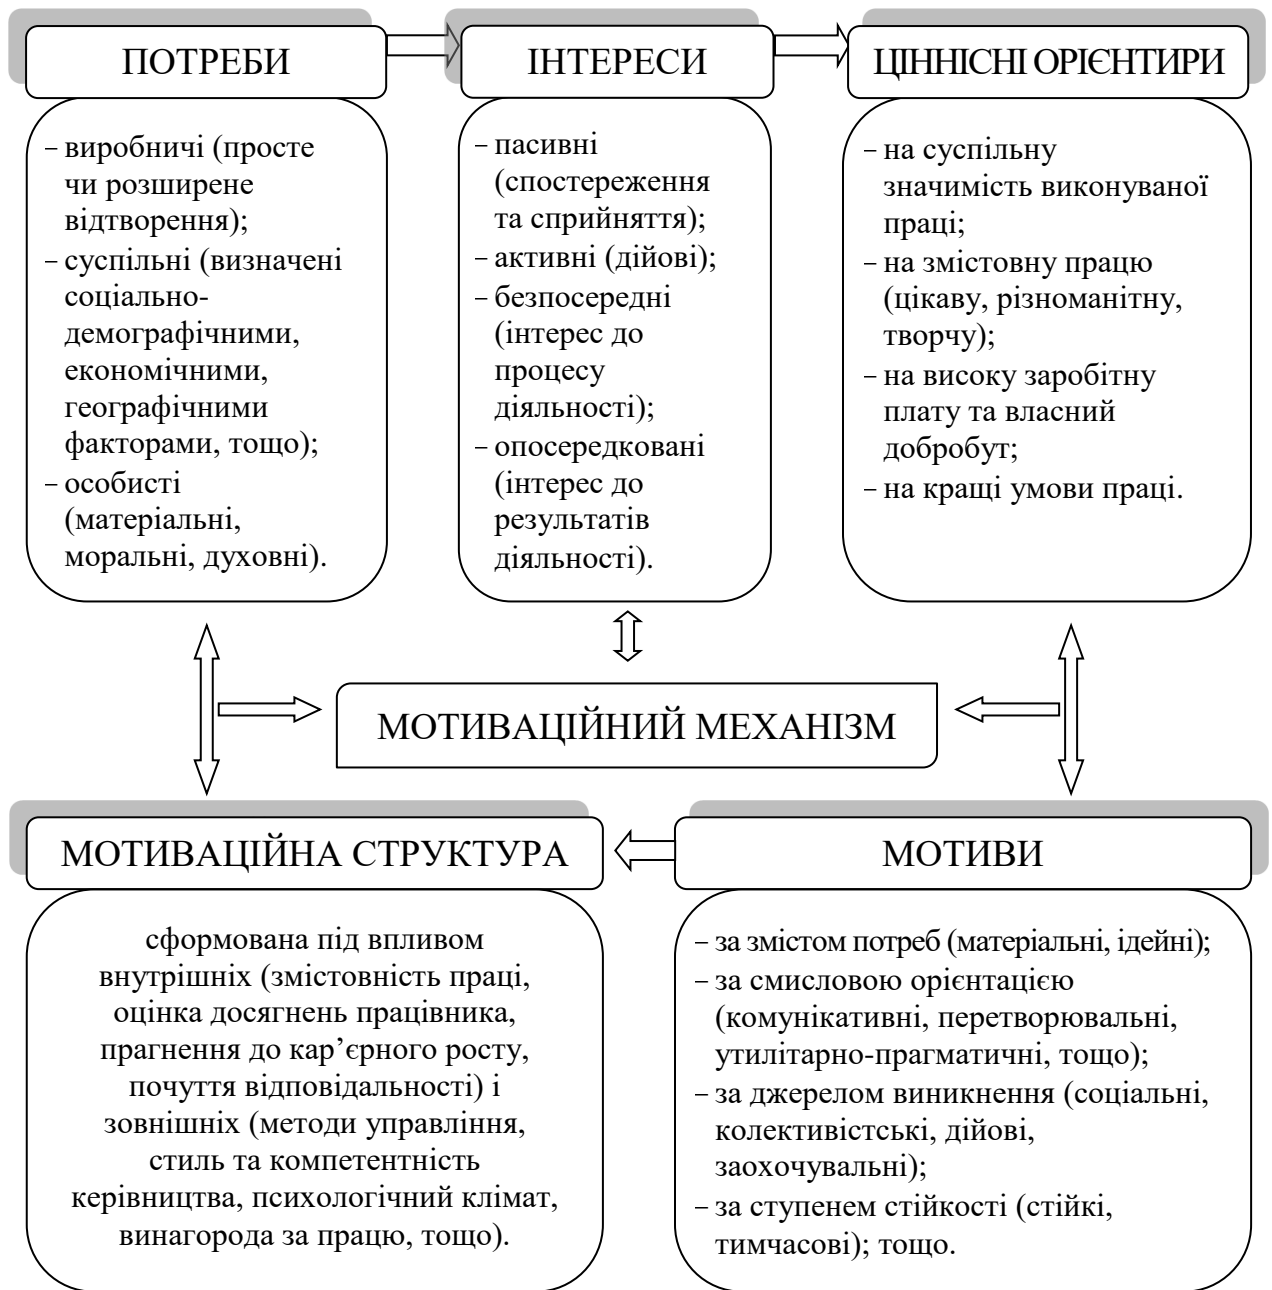 ПОТРЕБИ
– виробничі (просте
чи розширене
відтворення);
– суспільні (визначені
соціально-
демографічними,
економічними,
географічними
факторами, тощо);
– особисті
(матеріальні,
моральні, духовні).
ІНТЕРЕСИ
– пасивні
(спостереження
та сприйняття);
– активні (дійові);
– безпосередні
(інтерес до
процесу
діяльності);
– опосередковані
(інтерес до
результатів
діяльності).
ЦІННІСНІ ОРІЄНТИРИ
– на суспільну
значимість виконуваної
праці;
– на змістовну працю
(цікаву, різноманітну,
творчу);
– на високу заробітну
плату та власний
добробут;
– на кращі умови праці.
МОТИВАЦІЙНИЙ МЕХАНІЗМ
МОТИВАЦІЙНА СТРУКТУРА
сформована під впливом
внутрішніх (змістовність праці,
оцінка досягнень працівника,
прагнення до кар’єрного росту,
почуття відповідальності) і
зовнішніх (методи управління,
стиль та компетентність
керівництва, психологічний клімат,
винагорода за працю, тощо).
МОТИВИ
– за змістом потреб (матеріальні, ідейні);
– за смисловою орієнтацією
(комунікативні, перетворювальні,
утилітарно-прагматичні, тощо);
– за джерелом виникнення (соціальні,
колективістські, дійові,
заохочувальні);
– за ступенем стійкості (стійкі,
тимчасові); тощо.